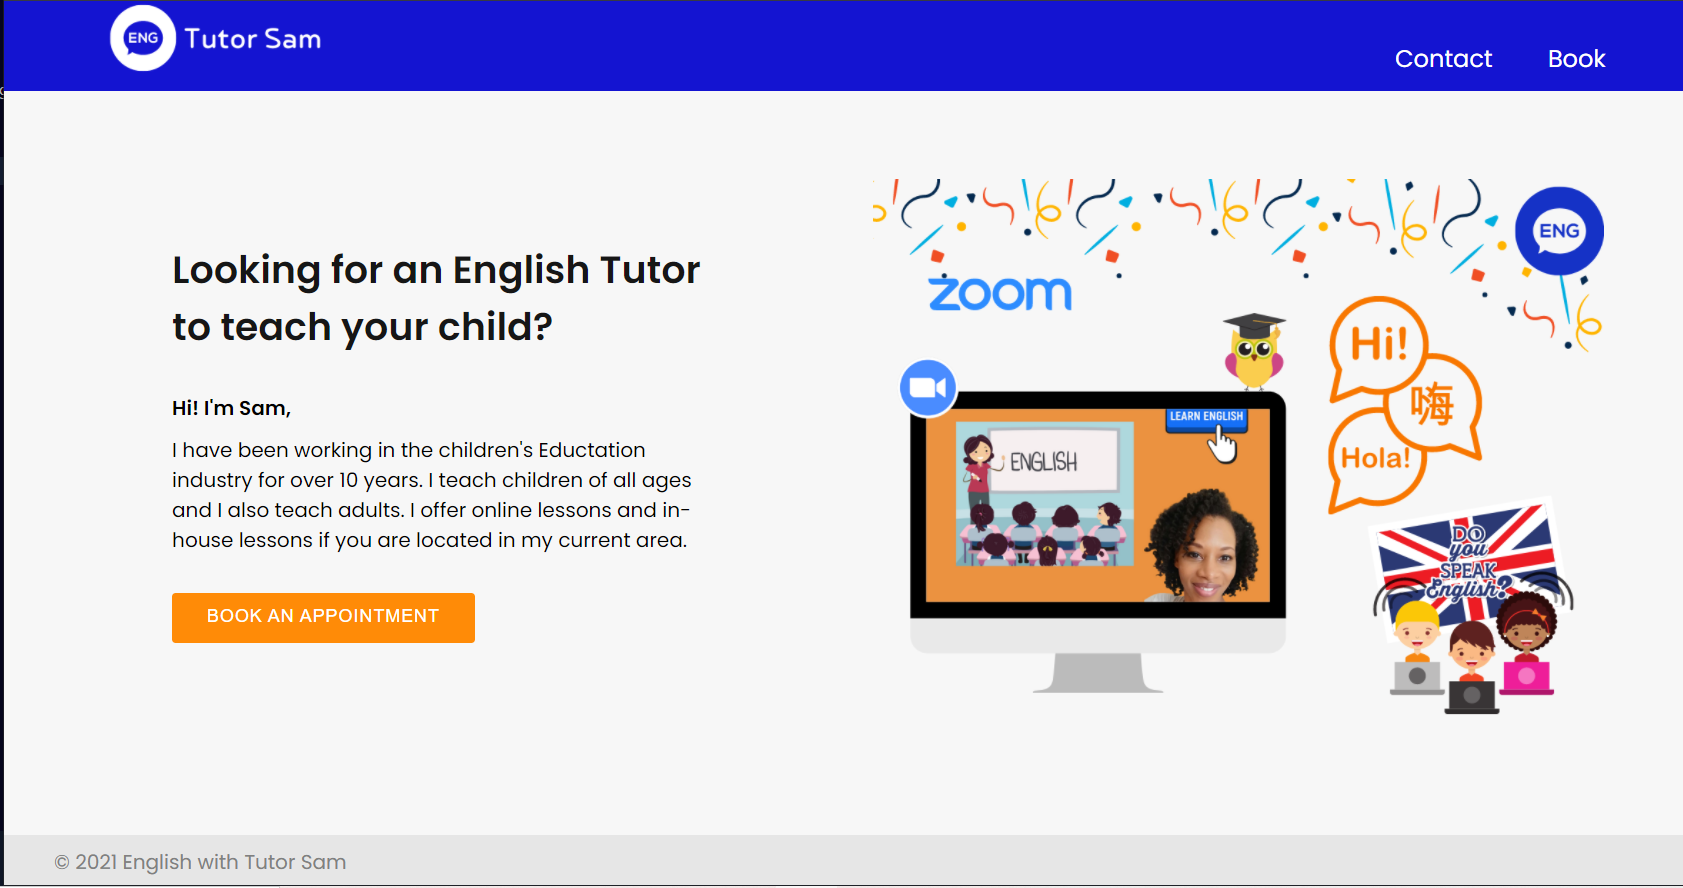 ENG Tutor Sam
Contact Book
Looking for an English Tutor
to teach your child?
Hi! I'm Sam,
I have been working in the children's Eductation
industry for over 10 years. I teach children of all ages
and I also teach adults. I offer online lessons and in-
house lessons if you are located in my current area.
BOOK AN APPOINTMENT
ENG
zoom
Hi!
嗨
Hola!
LEARN ENGLISH
ENGLISH
DO
you
SPEAK
English?
© 2021 English with Tutor Sam